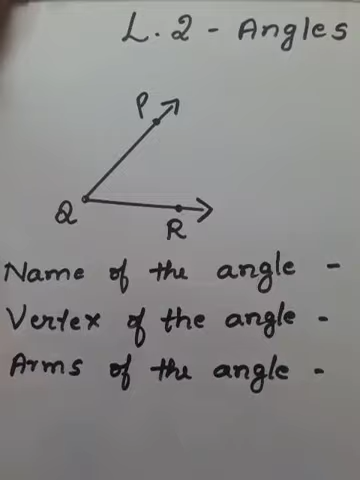 L.2 - Angles
P
Q
R
Name of the angle -
Vertex of the angle -
Arms of the angle -